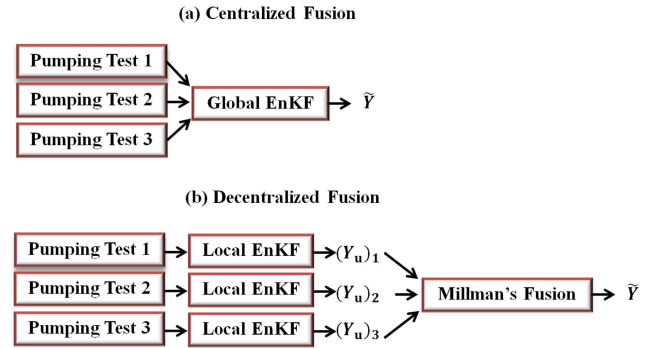 (a) Centralized Fusion
Pumping Test 1
Pumping Test 2
Pumping Test 3
Global EnKF
Ỹ
(b) Decentralized Fusion
Pumping Test 1 Local EnKF (Yᵤ)₁
Pumping Test 2 Local EnKF (Yᵤ)₂
Pumping Test 3 Local EnKF (Yᵤ)₃
Millman's Fusion
Ỹ